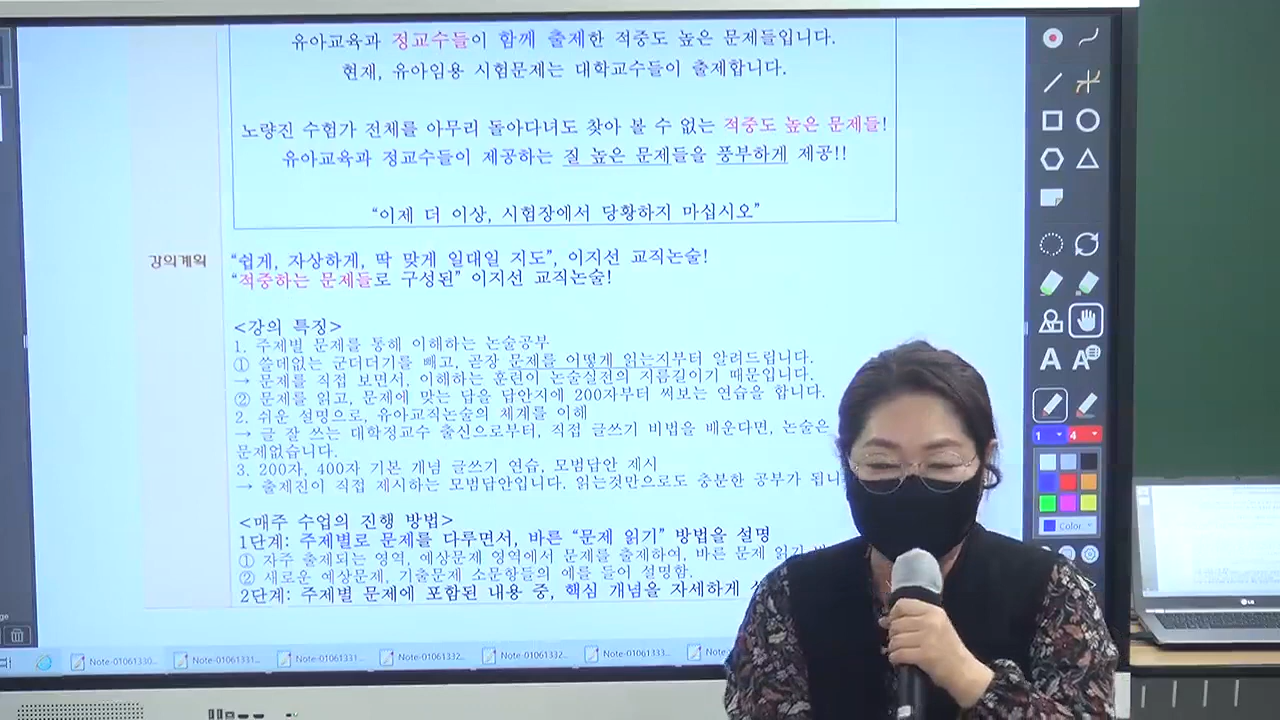 유아교육과 정교수들이 함께 출제한 적중도 높은 문제들입니다.
현재, 유아임용 시험문제는 대학교수들이 출제합니다.
노량진 수험가 전체를 아무리 돌아다녀도 찾아 볼 수 없는 적중도 높은 문제들!
유아교육과 정교수들이 제공하는 질 높은 문제들을 풍부하게 제공!!
“이제 더 이상, 시험장에서 당황하지 마십시오”
강의계획
“쉽게, 자상하게, 딱 맞게 일대일 지도”, 이지선 교직논술!
“적중하는 문제들로 구성된” 이지선 교직논술!
<강의 특징>
1. 주제별 문제를 통해 이해하는 논술공부
① 쓸데없는 군더더기를 빼고, 곧장 문제를 어떻게 읽는지부터 알려드립니다.
→ 문제를 직접 보면서, 이해하는 훈련이 논술실전의 지름길이기 때문입니다.
② 문제를 읽고, 문제에 맞는 답을 답안지에 200자부터 써보는 연습을 합니다.
2. 쉬운 설명으로, 유아교직논술의 체계를 이해
→ 글 잘 쓰는 대학정교수 출신으로부터, 직접 글쓰기 비법을 배운다면, 논술은
문제없습니다.
3. 200자, 400자 기본 개념 글쓰기 연습, 모범답안 제시
→ 출제진이 직접 제시하는 모범답안입니다. 읽는것만으로도 충분한 공부가 됩니
<매주 수업의 진행 방법>
1단계: 주제별로 문제를 다루면서, 바른 “문제 읽기” 방법을 설명
① 자주 출제되는 영역, 예상문제 영역에서 문제를 출제하여, 바른 문제 읽기
② 새로운 예상문제, 기출문제 소문항들의 예를 들어 설명함.
2단계: 주제별 문제에 포함된 내용 중, 핵심 개념을 자세하게
A A
1 4
Color
Note-01061330...
Note-01061331...
Note-01061331...
Note-01061332...
Note-01061332...
Note-01061333...
Note-
LG